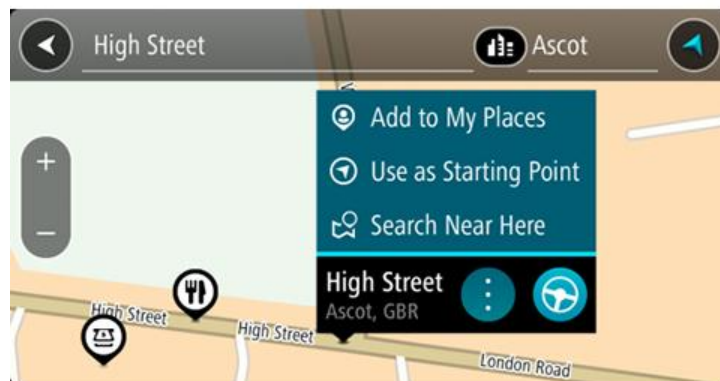 High Street
Ascot
Add to My Places
Use as Starting Point
Search Near Here
High Street
Ascot, GBR
High Street
High Street
London Road